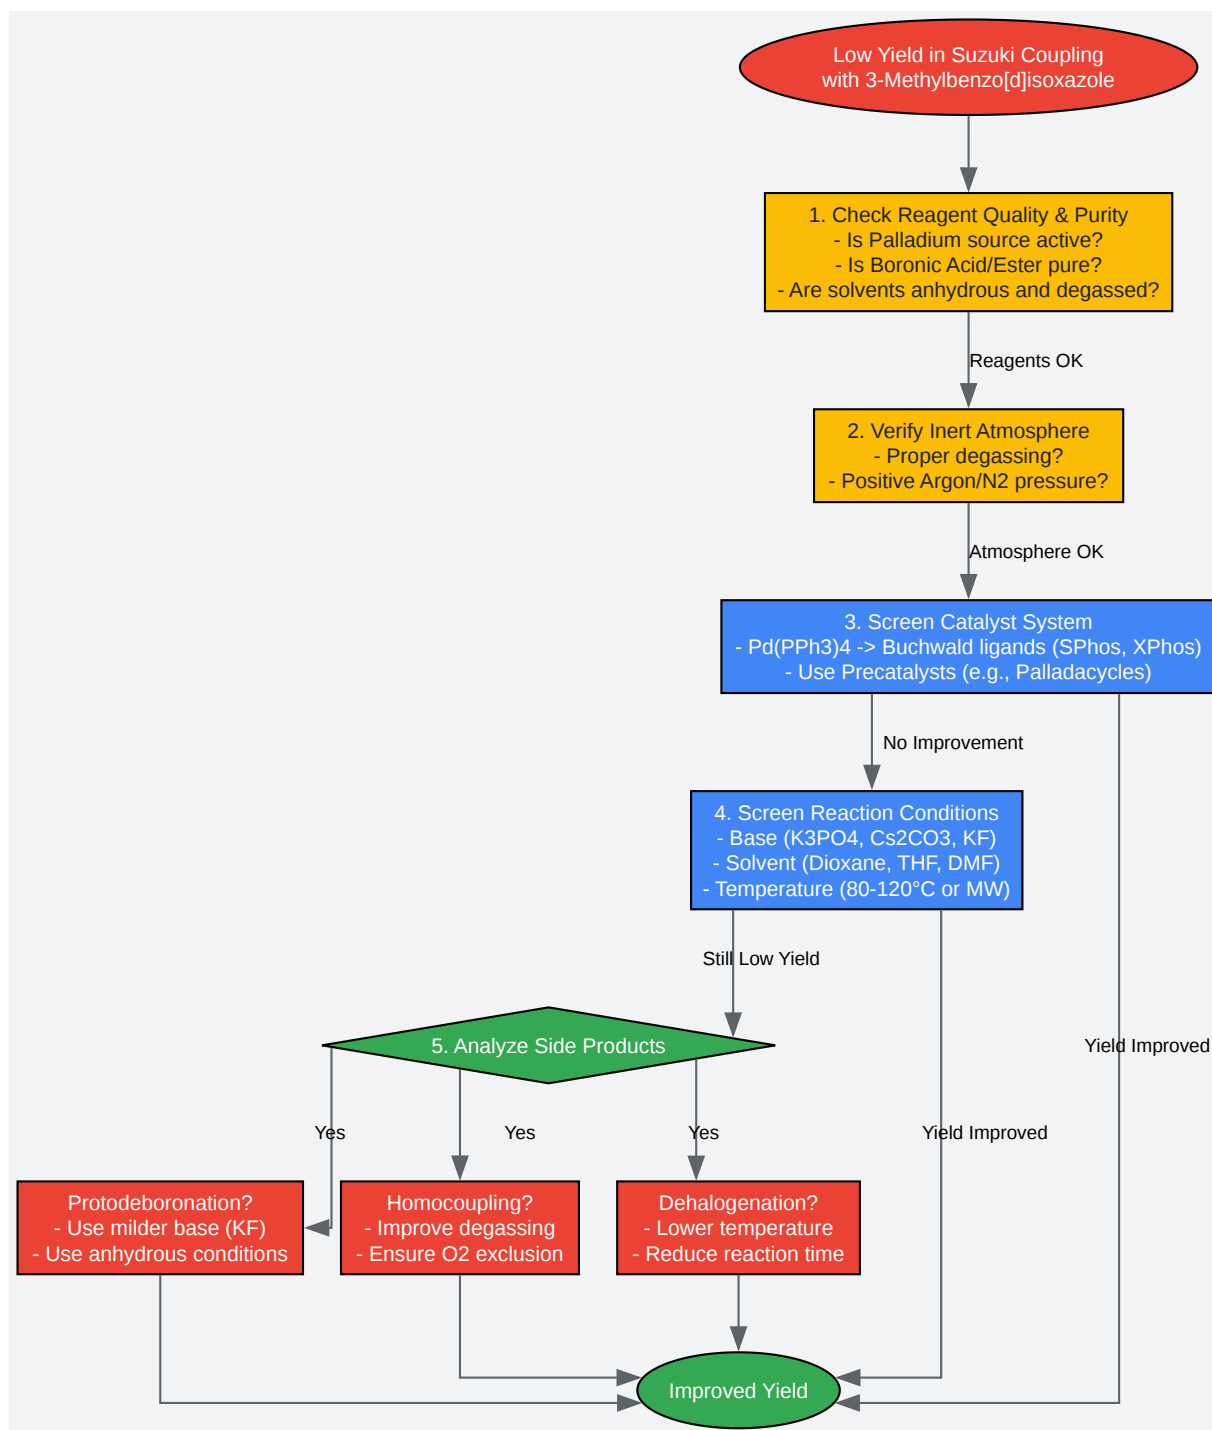 Low Yield in Suzuki Coupling
with 3-Methylbenzo[d]isoxazole
1. Check Reagent Quality & Purity
- Is Palladium source active?
- Is Boronic Acid/Ester pure?
- Are solvents anhydrous and degassed?
Reagents OK
2. Verify Inert Atmosphere
- Proper degassing?
- Positive Argon/N2 pressure?
Atmosphere OK
3. Screen Catalyst System
- Pd(PPh3)4 -> Buchwald ligands (SPhos, XPhos)
- Use Precatalysts (e.g., Palladacycles)
No Improvement
4. Screen Reaction Conditions
- Base (K3PO4, Cs2CO3, KF)
- Solvent (Dioxane, THF, DMF)
- Temperature (80-120°C or MW)
Still Low Yield
5. Analyze Side Products
Yield Improved
Yes
Yes
Yes
Yield Improved
Protodeboronation?
- Use milder base (KF)
- Use anhydrous conditions
Homocoupling?
- Improve degassing
- Ensure O2 exclusion
Dehalogenation?
- Lower temperature
- Reduce reaction time
Improved Yield